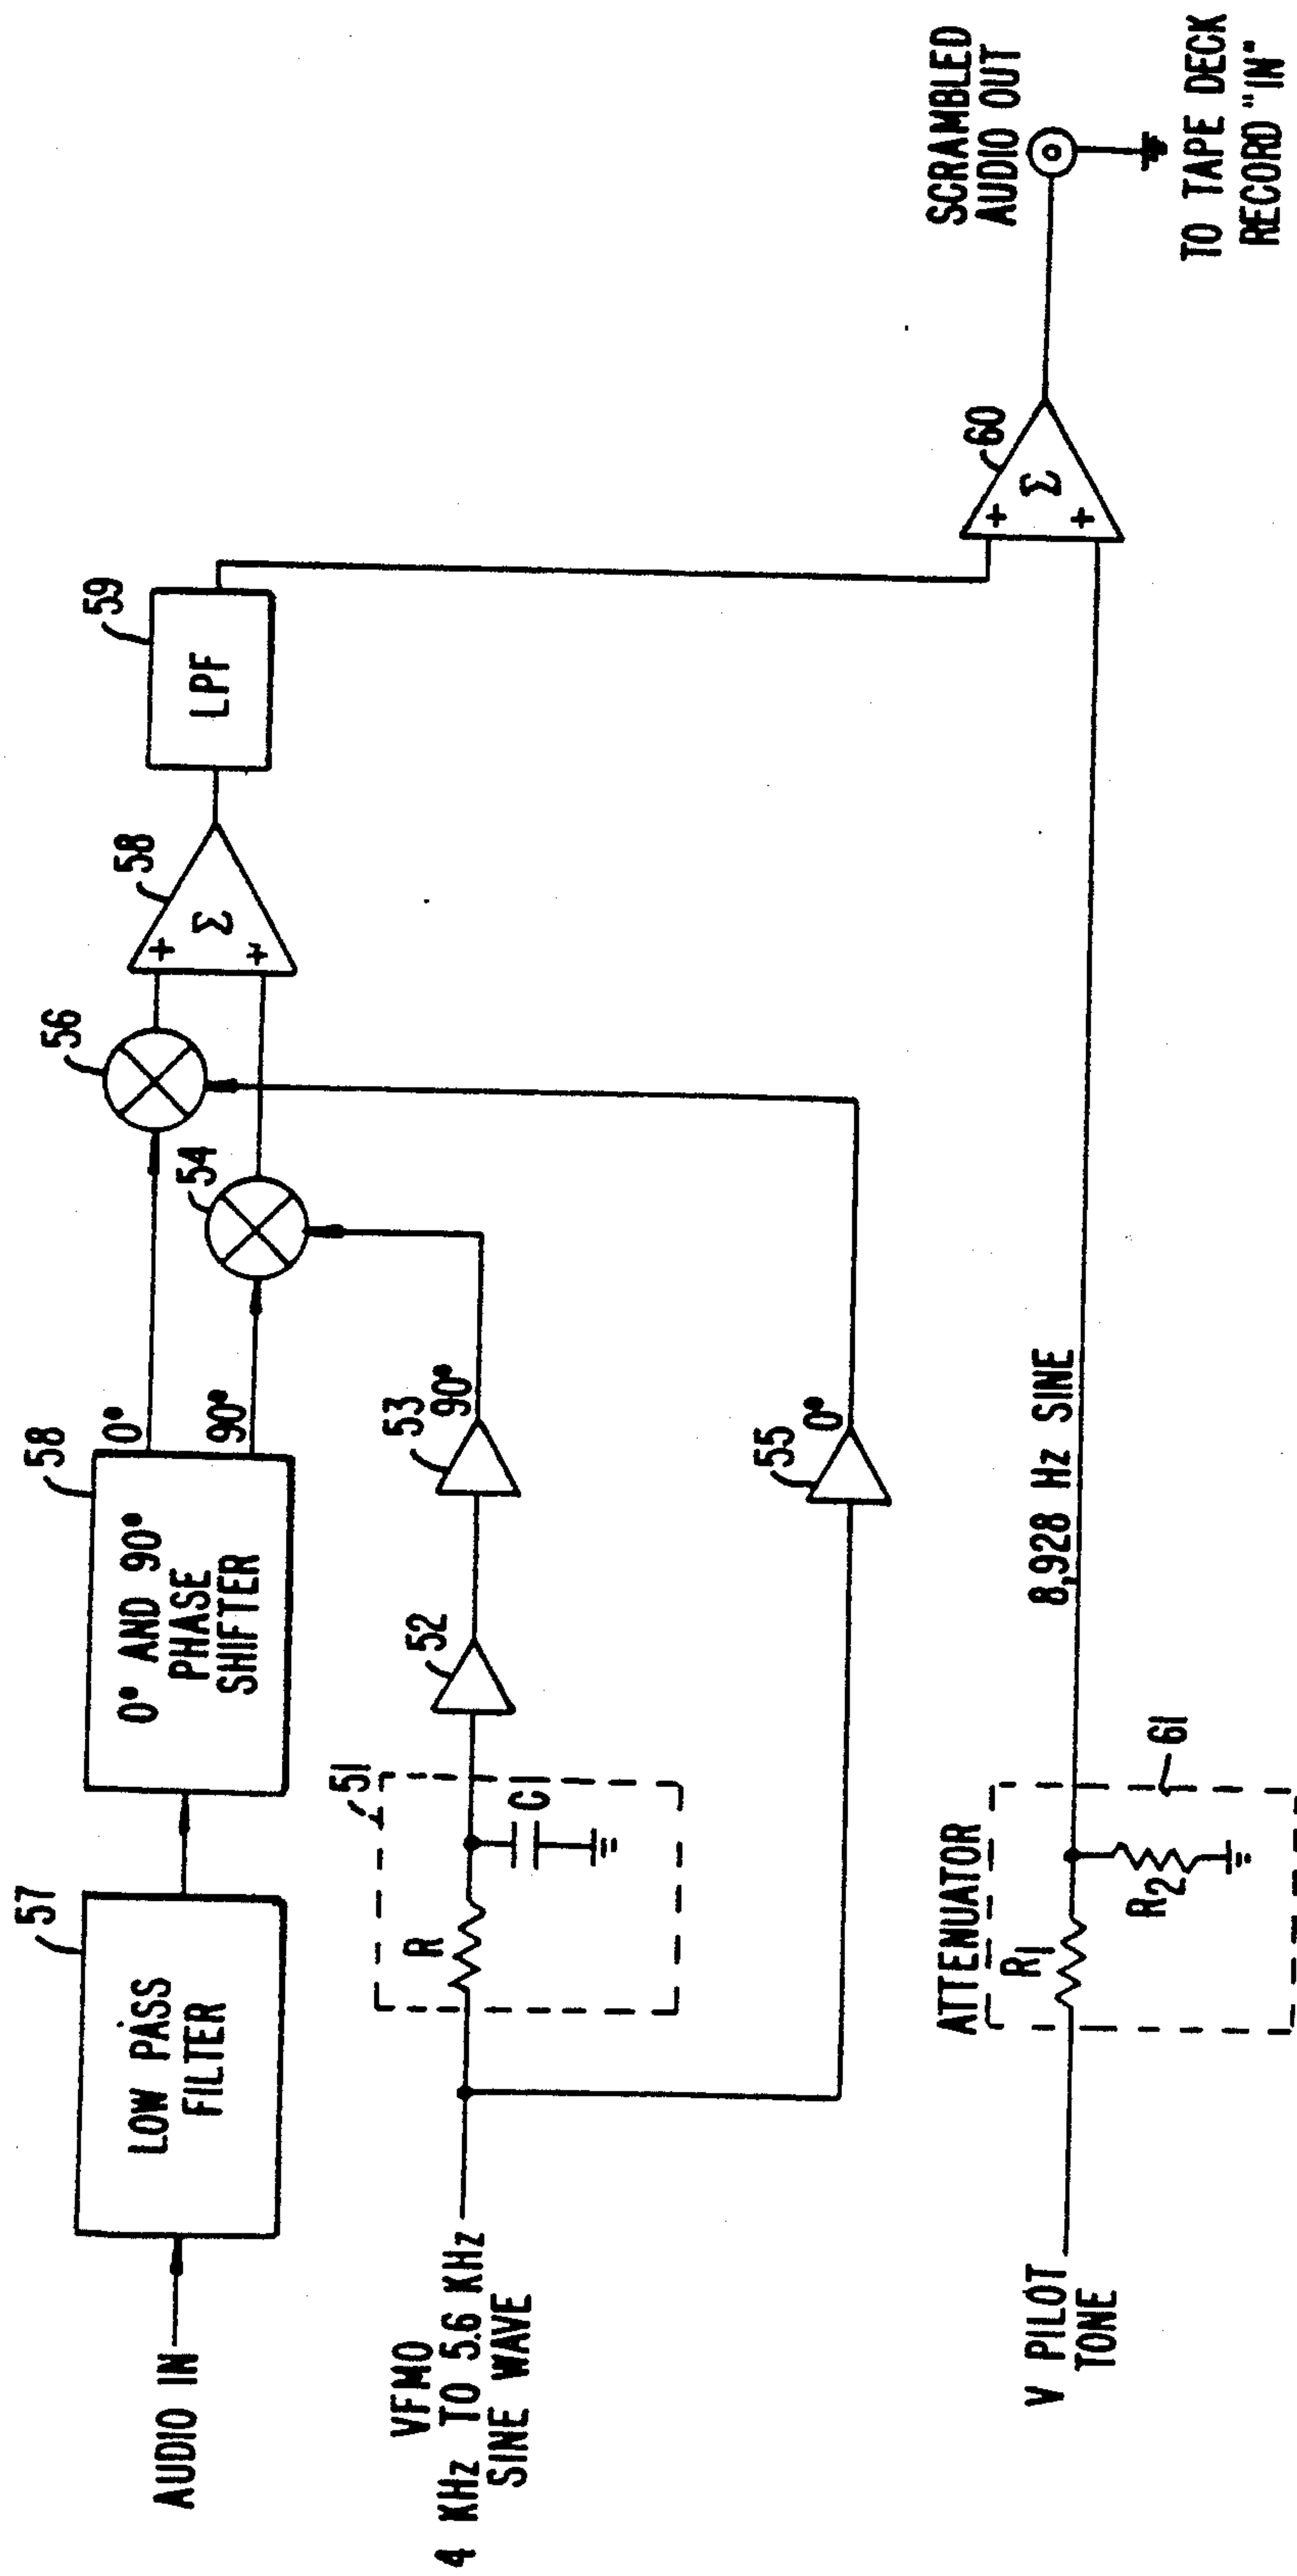 AUDIO IN
57
LOW PASS
FILTER
58
0° AND 90°
PHASE
SHIFTER
0°
90°
56
54
58
+
Σ
+
59
LPF
VFMO
4 KHz TO 5.6 KHz
SINE WAVE
51
R
C1
52
53
90°
55
0°
V PILOT
TONE
ATTENUATOR
R1
R2
61
8,928 Hz SINE
60
+
Σ
+
SCRAMBLED
AUDIO OUT
TO TAPE DECK
RECORD "IN"